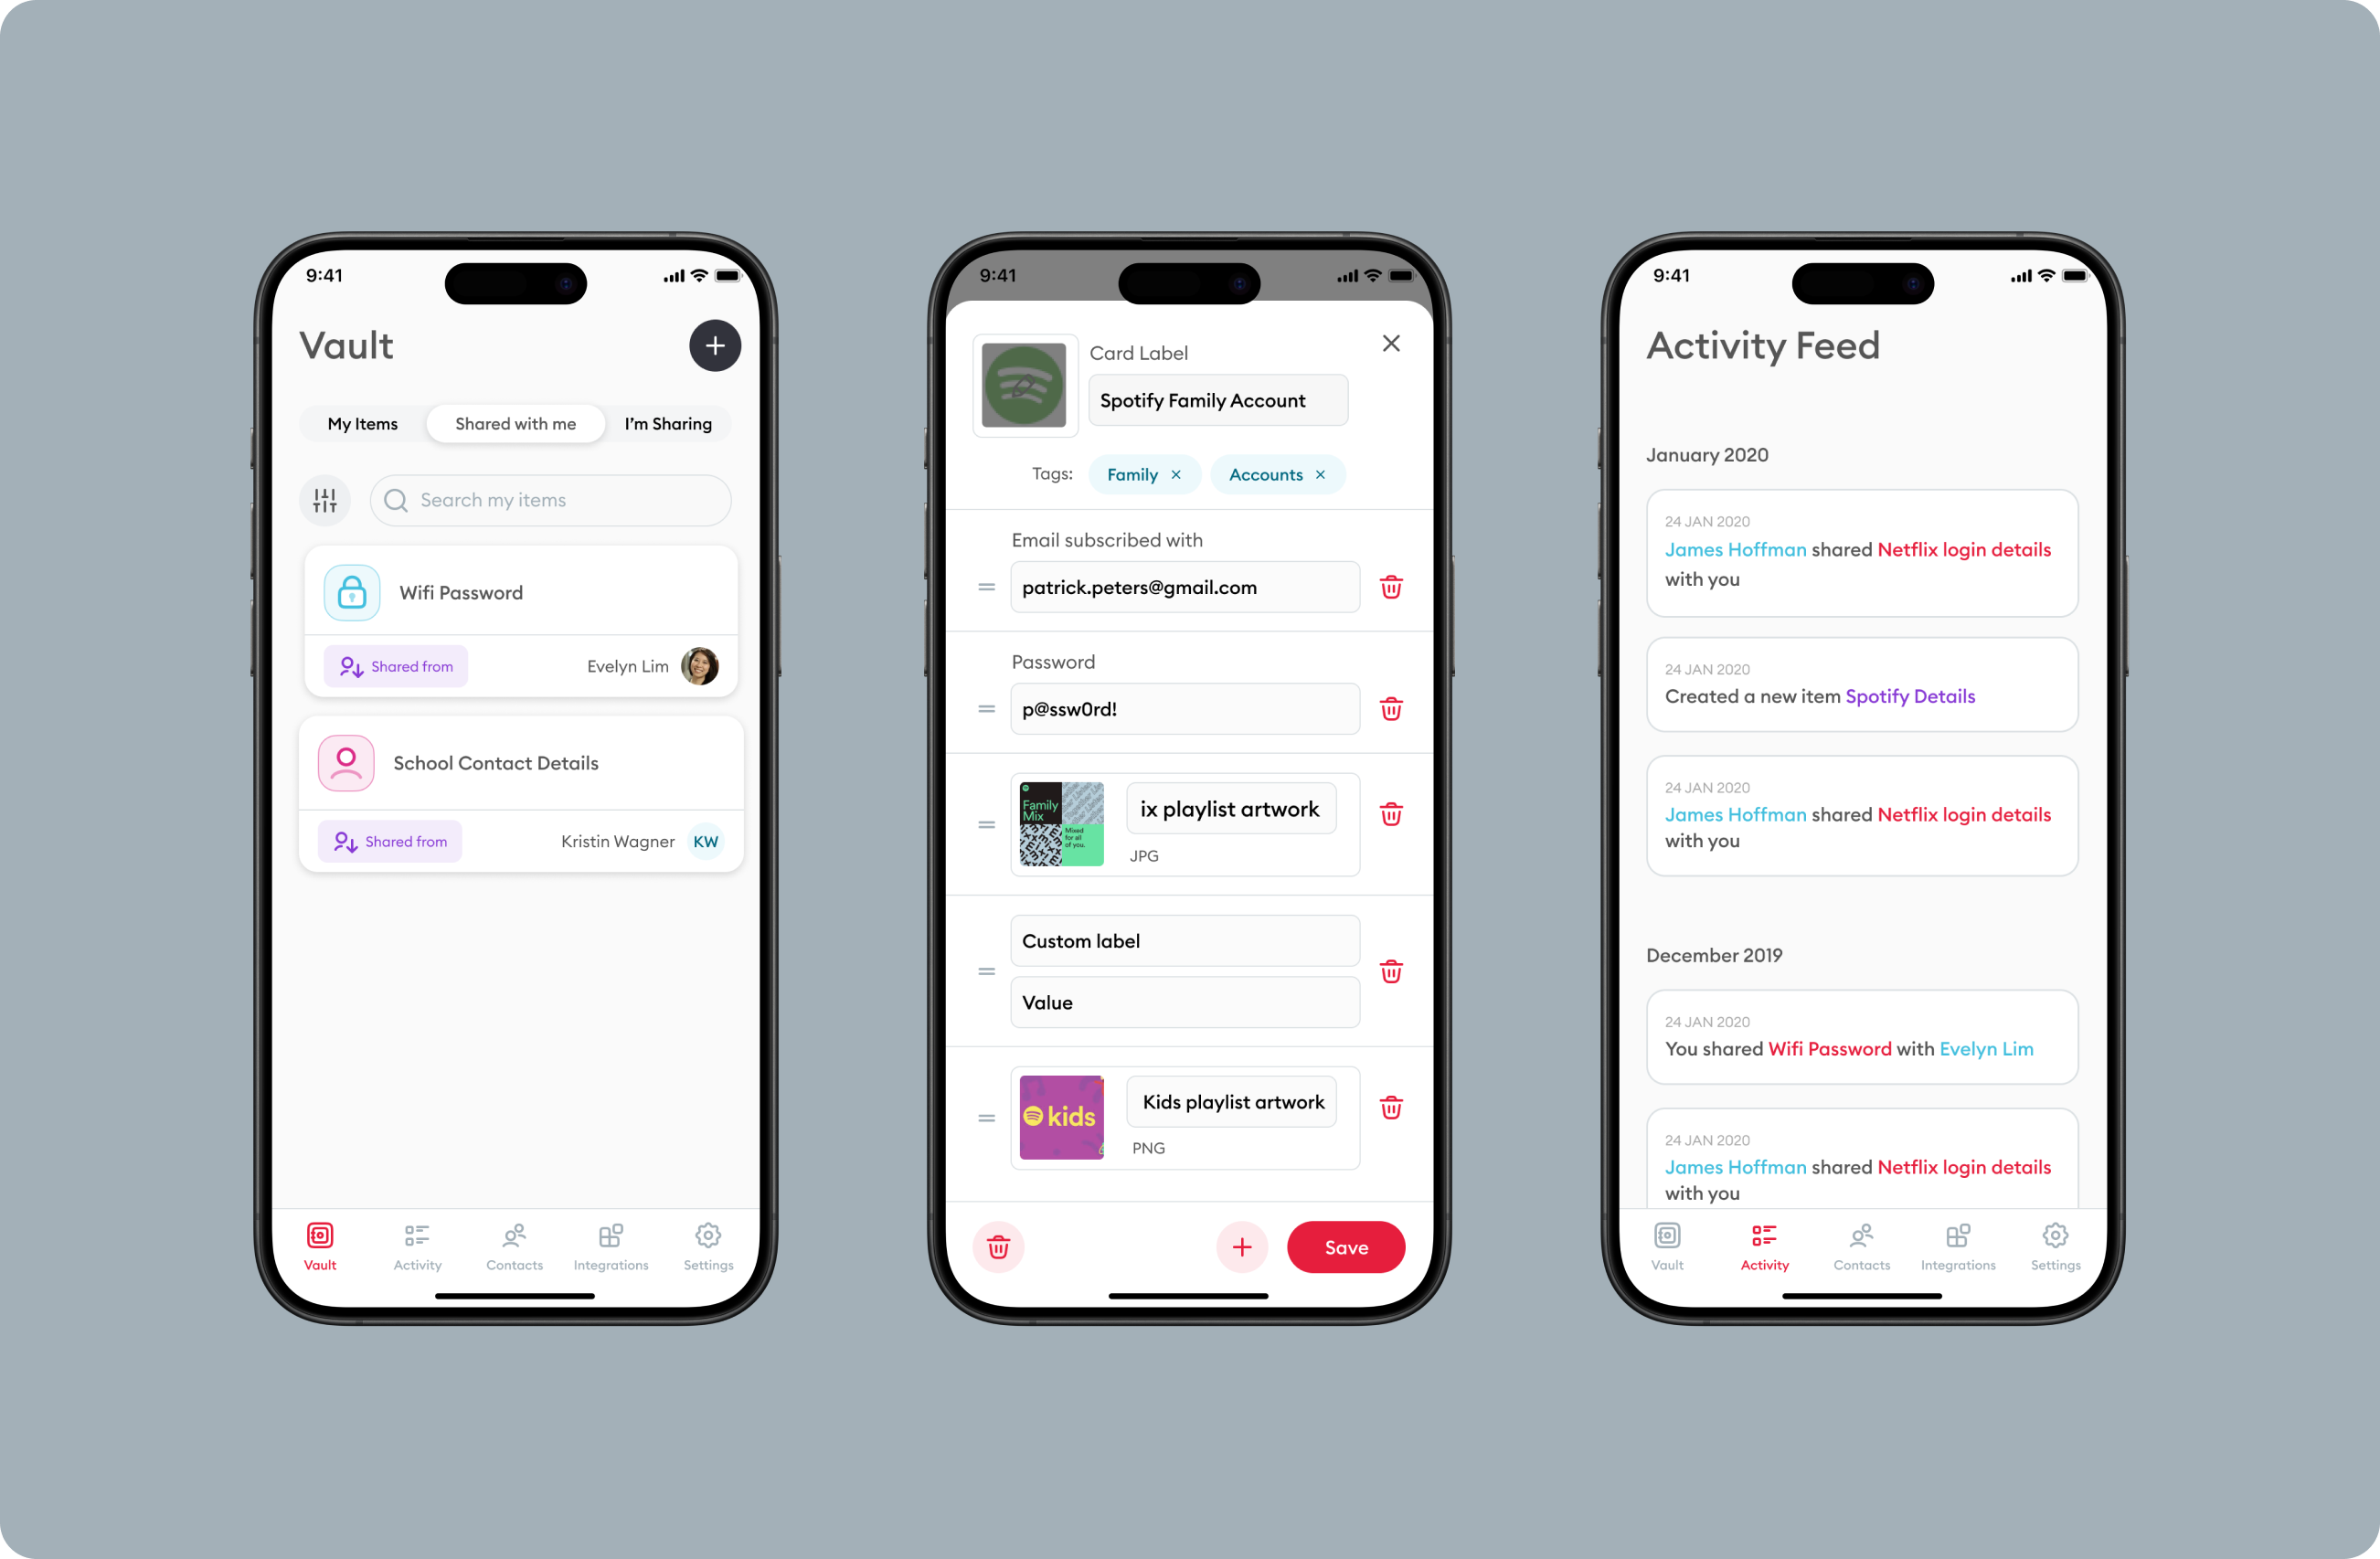 9:41
Vault
My Items
Shared with me
I'm Sharing
Search my items
Wifi Password
Shared from
Evelyn Lim
School Contact Details
Shared from
Kristin Wagner
KW
Vault
Activity
Contacts
Integrations
Settings
9:41
Card Label
Spotify Family Account
Tags:
Family
Accounts
Email subscribed with
patrick.peters@gmail.com
Password
p@ssw0rd!
Family
Mix
Mixed
for all
of you.
ix playlist artwork
JPG
Custom label
Value
kids
Kids playlist artwork
PNG
Save
9:41
Activity Feed
January 2020
24 JAN 2020
James Hoffman shared Netflix login details
with you
24 JAN 2020
Created a new item Spotify Details
24 JAN 2020
James Hoffman shared Netflix login details
with you
December 2019
24 JAN 2020
You shared Wifi Password with Evelyn Lim
24 JAN 2020
James Hoffman shared Netflix login details
with you
Vault
Activity
Contacts
Integrations
Settings